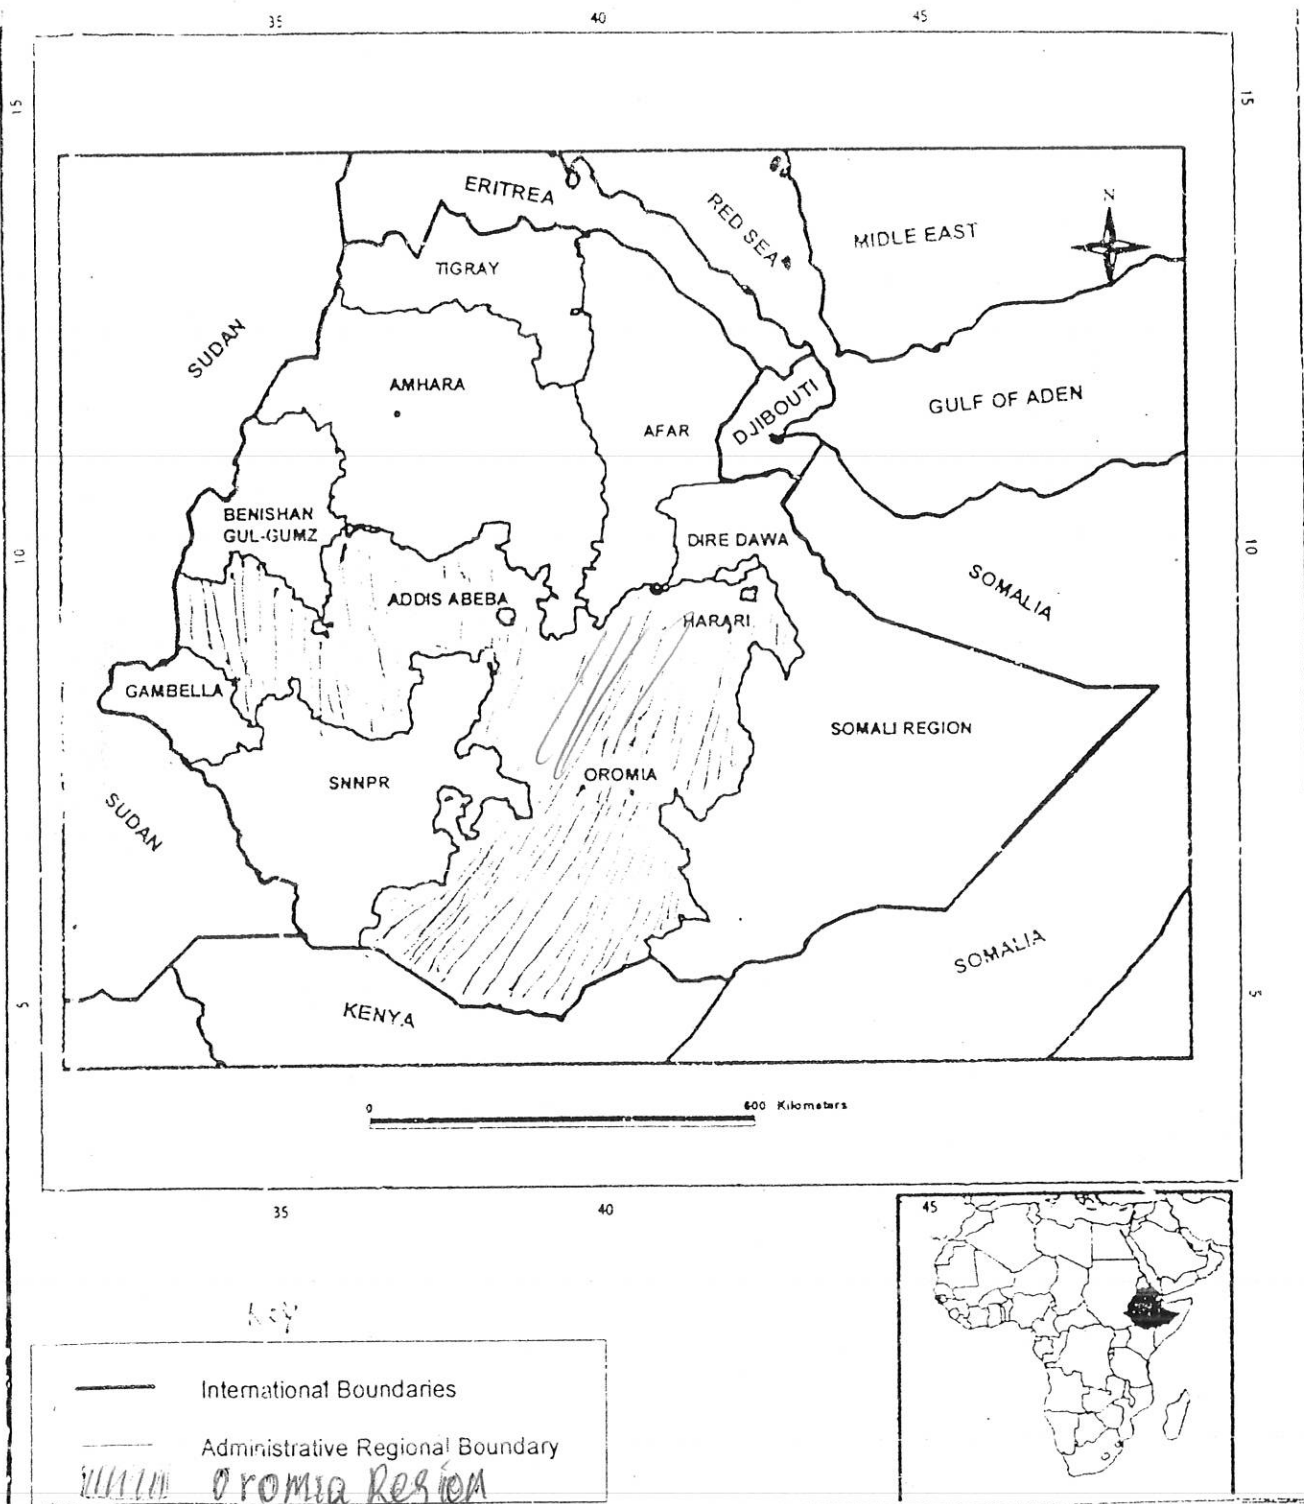 35 40 45
15 15
ERITREA
RED SEA
MIDLE EAST
N
TIGRAY
SUDAN
AMHARA
DJIBOUTI
GULF OF ADEN
AFAR
BENISHAN
GUL-GUMZ
DIRE DAWA
10 10
SOMALIA
ADDIS ABEBA
HARARI
GAMBELLA
SOMALI REGION
OROMIA
SNNPR
SUDAN
SOMALIA
5 5
KENYA
0 600 Kilometers
35 40 45
Key
International Boundaries
Administrative Regional Boundary
Oromia Region